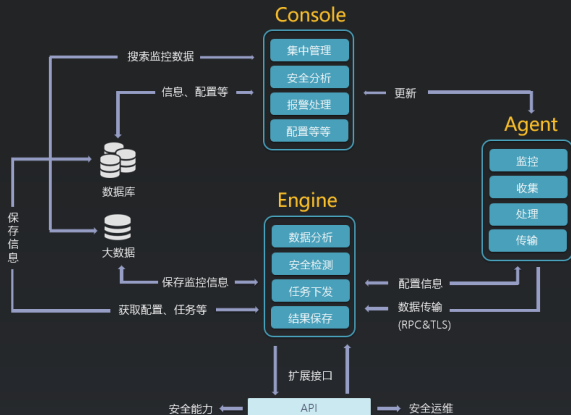 Console
集中管理
安全分析
报警处理
配置等等
搜索监控数据
信息、配置等
更新
Agent
监控
收集
处理
传输
数据库
大数据
保存信息
Engine
数据分析
安全检测
任务下发
结果保存
保存监控信息
获取配置、任务等
配置信息
数据传输
(RPC&TLS)
扩展接口
安全能力
API
安全运维